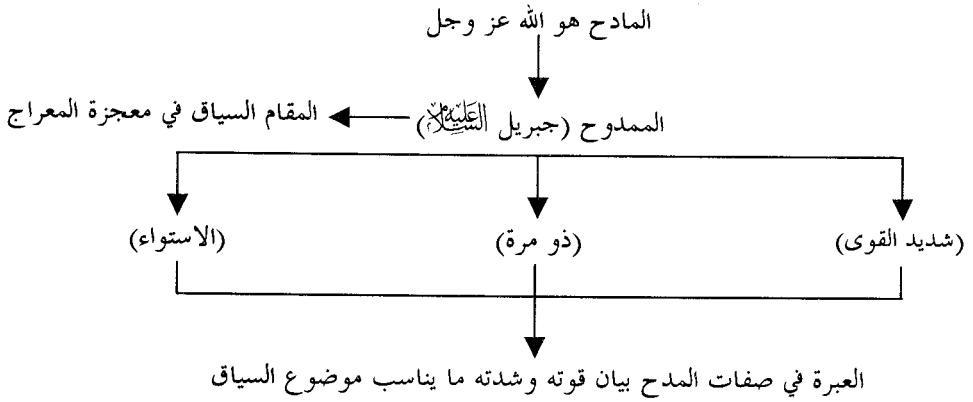 المادح هو الله عز وجل
الممدوح (جبريل عليه السلام) المقام السياق في معجزة المعراج
(شديد القوى) (ذو مرة) (الاستواء)
العبرة في صفات المدح بيان قوته وشدته ما يناسب موضوع السياق